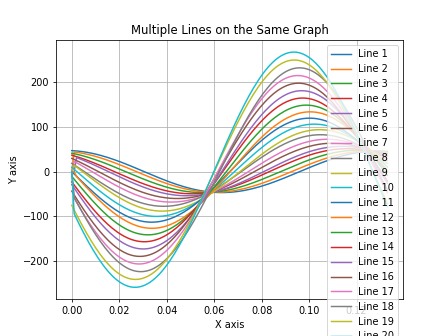 Multiple Lines on the Same Graph
Y axis
200
100
0
−100
−200
0.00
0.02
0.04
0.06
0.08
0.10
X axis
Line 1
Line 2
Line 3
Line 4
Line 5
Line 6
Line 8
Line 9
Line 10
Line 11
Line 12
Line 13
Line 14
Line 15
Line 16
Line 17
Line 18
Line 19
Line 20